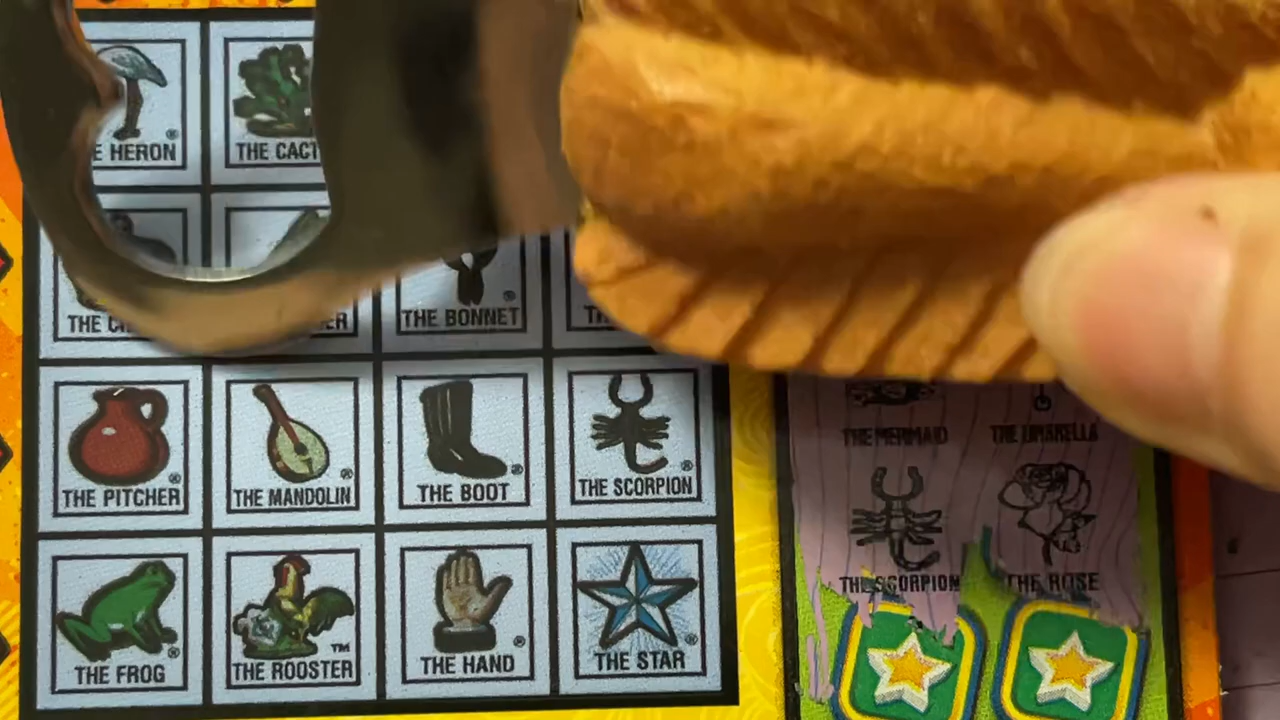 E HERON
THE CACT
THE BONNET
THE PITCHER
THE MANDOLIN
THE BOOT
THE SCORPION
THE FROG
THE ROOSTER
THE HAND
THE STAR
THE MERMAID
THE UMBRELLA
THE SCORPION
THE ROSE